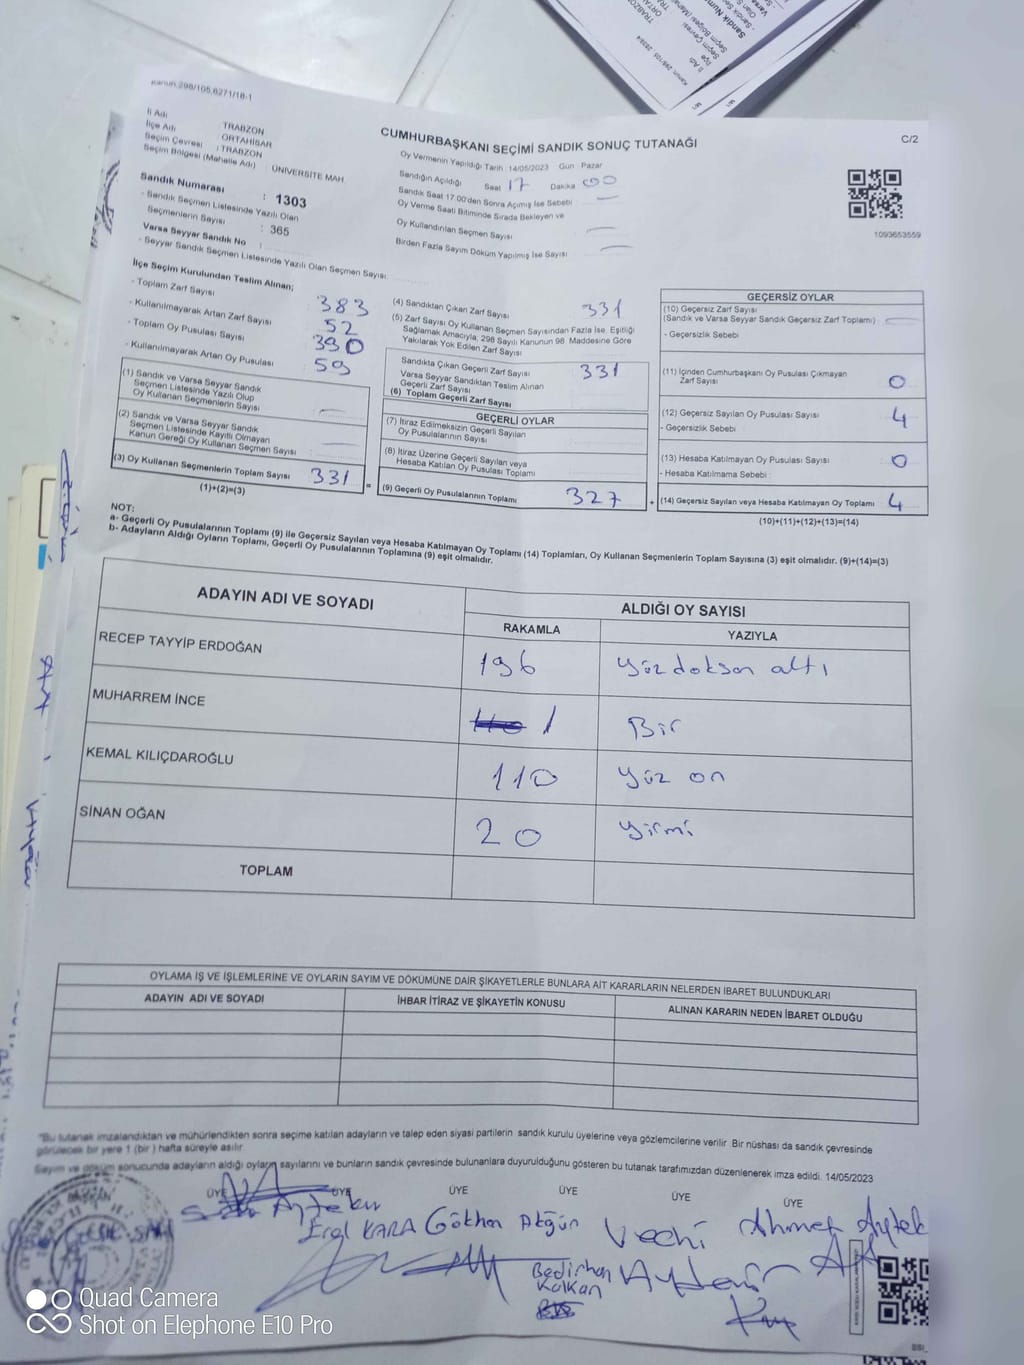 Kanun:298/105,6271/18-1
C/2
CUMHURBAŞKANI SEÇİMİ SANDIK SONUÇ TUTANAĞI
İl Adı : TRABZON
İlçe Adı : ORTAHİSAR
Seçim Çevresi : TRABZON
Seçim Bölgesi (Mahalle Adı) : ÜNİVERSİTE MAH.
Sandık Numarası : 1303
- Sandık Seçmen Listesinde Yazılı Olan
Seçmenlerin Sayısı : 365
Varsa Seyyar Sandık No :
- Seyyar Sandık Seçmen Listesinde Yazılı Olan Seçmen Sayısı:
Oy Vermenin Yapıldığı Tarih : 14/05/2023 Gün : Pazar
Sandığın Açıldığı Saat 17 Dakika 00
Sandık Saat 17.00'den Sonra Açılmış İse Sebebi
Oy Verme Saati Bitiminde Sırada Bekleyen ve
Oy Kullandırılan Seçmen Sayısı
Birden Fazla Sayım Döküm Yapılmış İse Sayısı
1093653559
İlçe Seçim Kurulundan Teslim Alınan;
- Toplam Zarf Sayısı 383
- Kullanılmayarak Artan Zarf Sayısı 52
- Toplam Oy Pusulası Sayısı 390
- Kullanılmayarak Artan Oy Pusulası 59
(1) Sandık ve Varsa Seyyar Sandık
Seçmen Listesinde Yazılı Olup
Oy Kullanan Seçmenlerin Sayısı
(2) Sandık ve Varsa Seyyar Sandık
Seçmen Listesinde Kayıtlı Olmayan
Kanun Gereği Oy Kullanan Seçmen Sayısı
(3) Oy Kullanan Seçmenlerin Toplam Sayısı 331 =
(1)+(2)=(3)
(4) Sandıktan Çıkan Zarf Sayısı 331
(5) Zarf Sayısı Oy Kullanan Seçmen Sayısından Fazla İse, Eşitliği
Sağlamak Amacıyla, 298 Sayılı Kanunun 98. Maddesine Göre
Yakılarak Yok Edilen Zarf Sayısı
Sandıkta Çıkan Geçerli Zarf Sayısı 331
Varsa Seyyar Sandıktan Teslim Alınan
Geçerli Zarf Sayısı
(6) Toplam Geçerli Zarf Sayısı
GEÇERLİ OYLAR
(7) İtiraz Edilmeksizin Geçerli Sayılan
Oy Pusulalarının Sayısı
(8) İtiraz Üzerine Geçerli Sayılan veya
Hesaba Katılan Oy Pusulası Toplamı
(9) Geçerli Oy Pusulalarının Toplamı 327 +
GEÇERSİZ OYLAR
(10) Geçersiz Zarf Sayısı
(Sandık ve Varsa Seyyar Sandık Geçersiz Zarf Toplamı)
- Geçersizlik Sebebi
(11) İçinden Cumhurbaşkanı Oy Pusulası Çıkmayan
Zarf Sayısı 0
(12) Geçersiz Sayılan Oy Pusulası Sayısı 4
- Geçersizlik Sebebi
(13) Hesaba Katılmayan Oy Pusulası Sayısı 0
- Hesaba Katılmama Sebebi
(14) Geçersiz Sayılan veya Hesaba Katılmayan Oy Toplamı 4
(10)+(11)+(12)+(13)=(14)
NOT:
a- Geçerli Oy Pusulalarının Toplamı (9) ile Geçersiz Sayılan veya Hesaba Katılmayan Oy Toplamı (14) Toplamları, Oy Kullanan Seçmenlerin Toplam Sayısına (3) eşit olmalıdır. (9)+(14)=(3)
b- Adayların Aldığı Oyların Toplamı, Geçerli Oy Pusulalarının Toplamına (9) eşit olmalıdır.
ADAYIN ADI VE SOYADI ALDIĞI OY SAYISI
RAKAMLA YAZIYLA
RECEP TAYYİP ERDOĞAN 196 yüzdoksan altı
MUHARREM İNCE 1 Bir
KEMAL KILIÇDAROĞLU 110 yüz on
SİNAN OĞAN 20 yirmi
TOPLAM
OYLAMA İŞ VE İŞLEMLERİNE VE OYLARIN SAYIM VE DÖKÜMÜNE DAİR ŞİKAYETLERLE BUNLARA AİT KARARLARIN NELERDEN İBARET BULUNDUKLARI
ADAYIN ADI VE SOYADI İHBAR İTİRAZ VE ŞİKAYETİN KONUSU ALINAN KARARIN NEDEN İBARET OLDUĞU
"Bu tutanak imzalandıktan ve mühürlendikten sonra seçime katılan adayların ve talep eden siyasi partilerin sandık kurulu üyelerine veya gözlemcilerine verilir. Bir nüshası da sandık çevresinde
görülecek bir yere 1 (bir) hafta süreyle asılır.
Sayım ve döküm sonucunda adayların aldığı oyların sayılarını ve bunların sandık çevresinde bulunanlara duyurulduğunu gösteren bu tutanak tarafımızdan düzenlenerek imza edildi. 14/05/2023
ÜYE ÜYE ÜYE ÜYE ÜYE ÜYE
Aytekin
Erol KARA Gökhan Akgün Vechi Ahmet Aytek
Bedirhan Aydemir
Kalkan
Quad Camera
Shot on Elephone E10 Pro